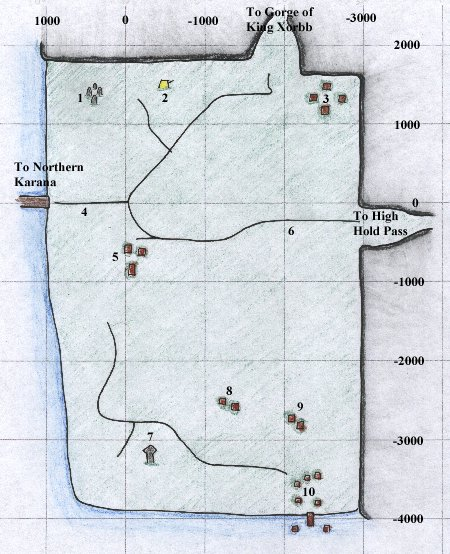 To Gorge of
King Xorbb
1000 0 -1000 -3000
2000
1 2 3
1000
To Northern
Karana
0
4
To High
Hold Pass
6
5
-1000
-2000
8
9
7
-3000
10
-4000